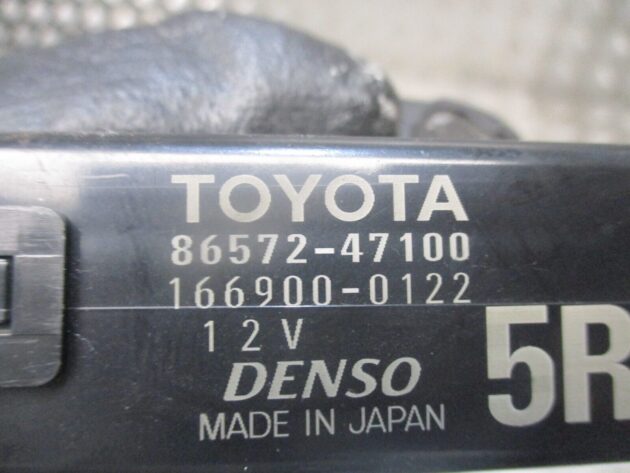 TOYOTA
86572-47100
166900-0122
12V
DENSO
MADE IN JAPAN
5R